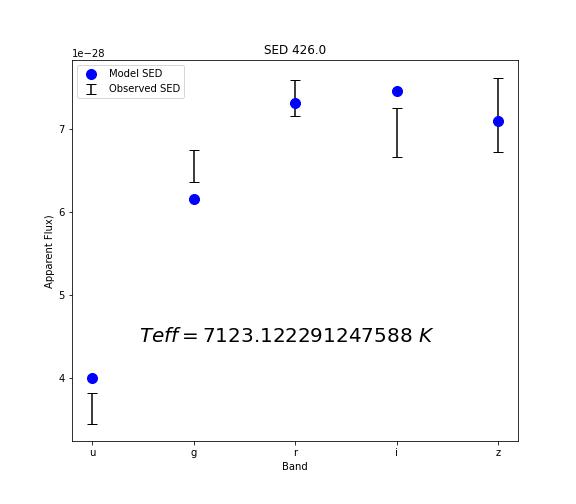 SED 426.0
1e−28
Model SED
Observed SED
7
6
5
4
Apparent Flux)
Teff = 7123.122291247588 K
u g r i z
Band